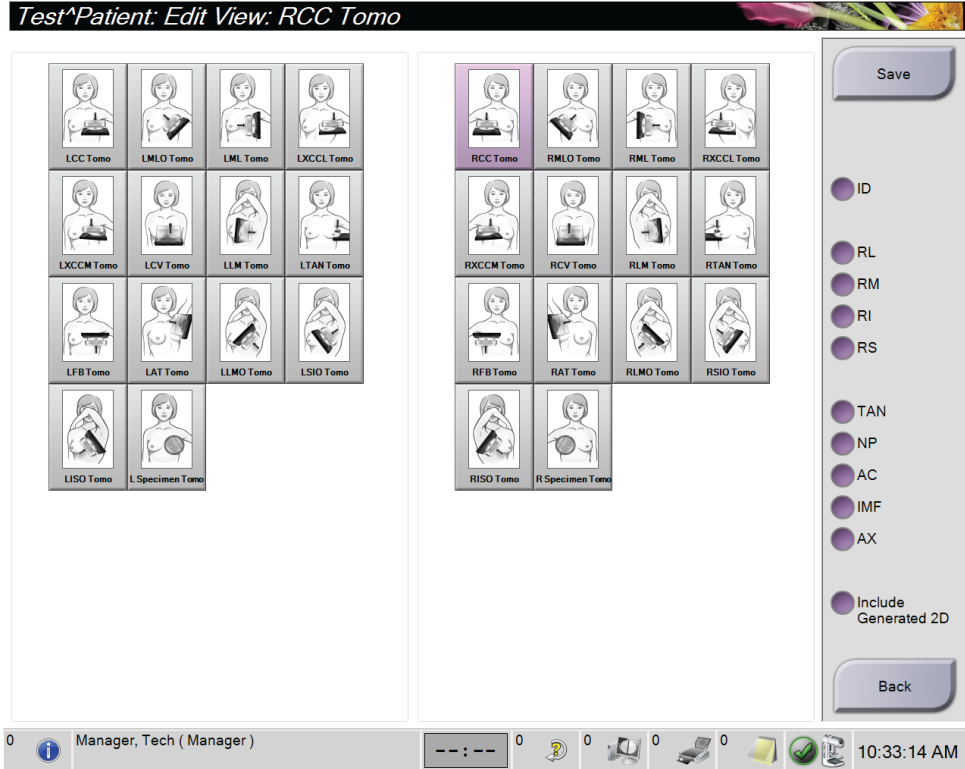 Test^Patient: Edit View: RCC Tomo
LCC Tomo
LMLO Tomo
LML Tomo
LXCCL Tomo
LXCCM Tomo
LCV Tomo
LLM Tomo
LTAN Tomo
LFB Tomo
LAT Tomo
LLMO Tomo
LSIO Tomo
LISO Tomo
L Specimen Tomo
RCC Tomo
RMLO Tomo
RML Tomo
RXCCL Tomo
RXCCM Tomo
RCV Tomo
RLM Tomo
RTAN Tomo
RFB Tomo
RAT Tomo
RLMO Tomo
RSIO Tomo
RISO Tomo
R Specimen Tomo
Save
ID
RL
RM
RI
RS
TAN
NP
AC
IMF
AX
Include
Generated 2D
Back
0
Manager, Tech ( Manager )
--:--
0
0
0
0
10:33:14 AM